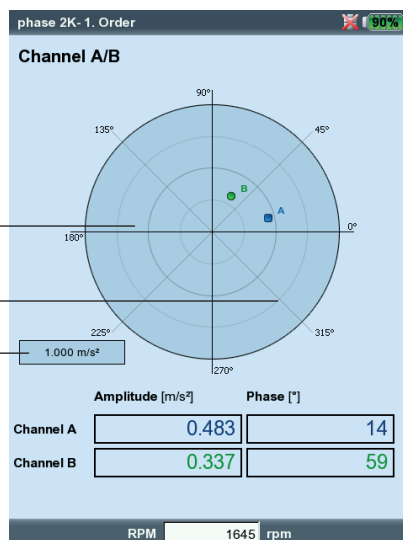 phase 2K- 1. Order 90%
Channel A/B
90°
135° 45°
B
A
180° 0°
225° 315°
1.000 m/s²
270°
Amplitude [m/s²] Phase [°]
Channel A 0.483 14
Channel B 0.337 59
RPM 1645 rpm